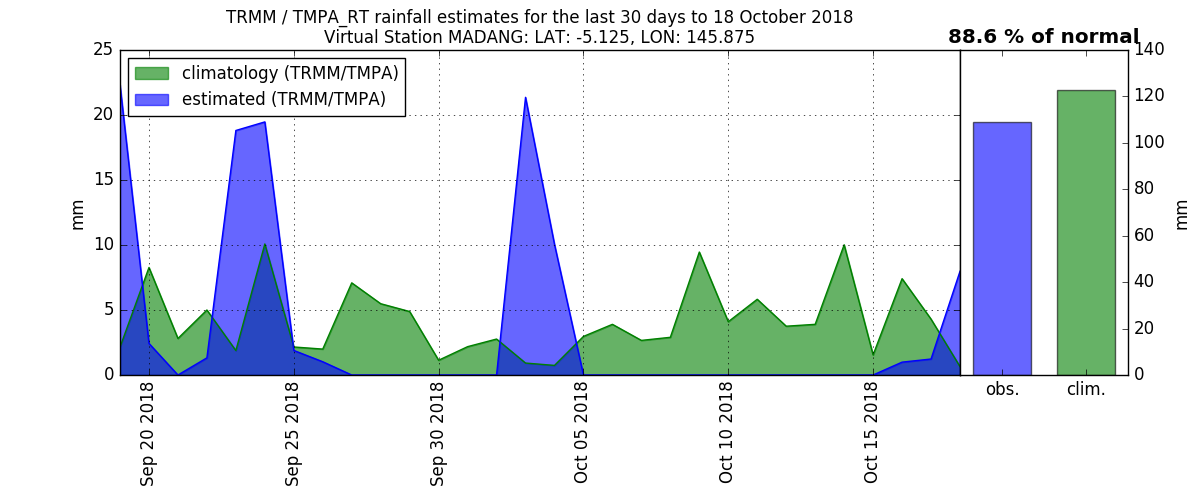 TRMM / TMPA_RT rainfall estimates for the last 30 days to 18 October 2018
Virtual Station MADANG: LAT: -5.125, LON: 145.875
88.6 % of normal
climatology (TRMM/TMPA)
estimated (TRMM/TMPA)
25
20
15
10
5
0
mm
Sep 20 2018
Sep 25 2018
Sep 30 2018
Oct 05 2018
Oct 10 2018
Oct 15 2018
140
120
100
80
60
40
20
0
mm
obs.
clim.